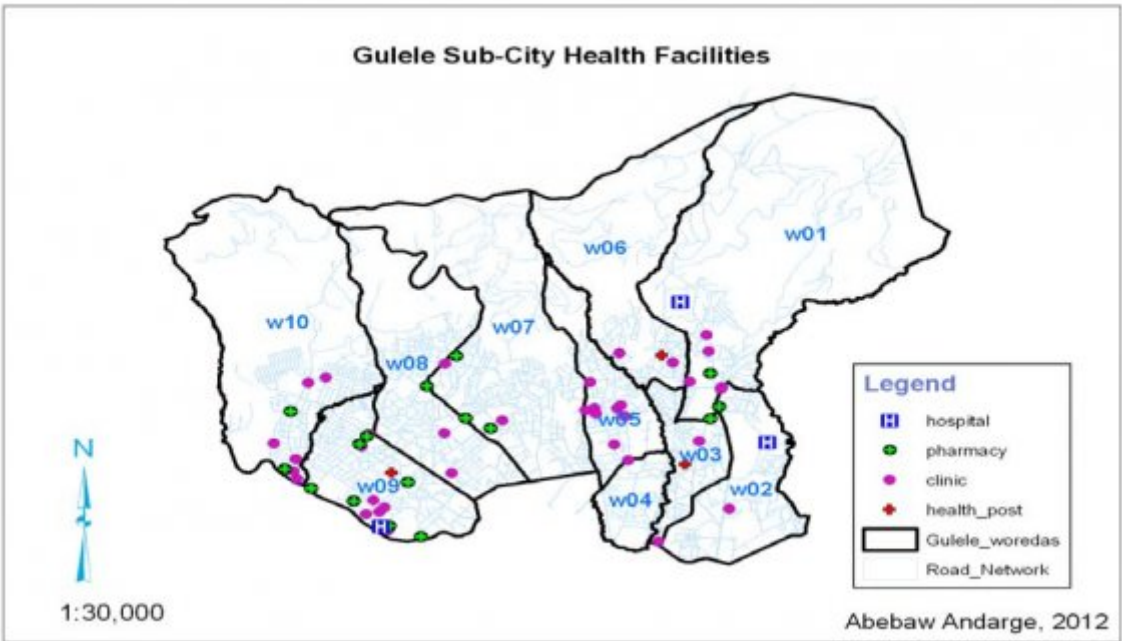 Gulele Sub-City Health Facilities
w01
w06
w10
w07
w08
w05
w03
w09
w02
w04
Legend
H hospital
pharmacy
clinic
health_post
Gulele_woredas
Road_Network
N
1:30,000
Abebaw Andarge, 2012
H
H
H